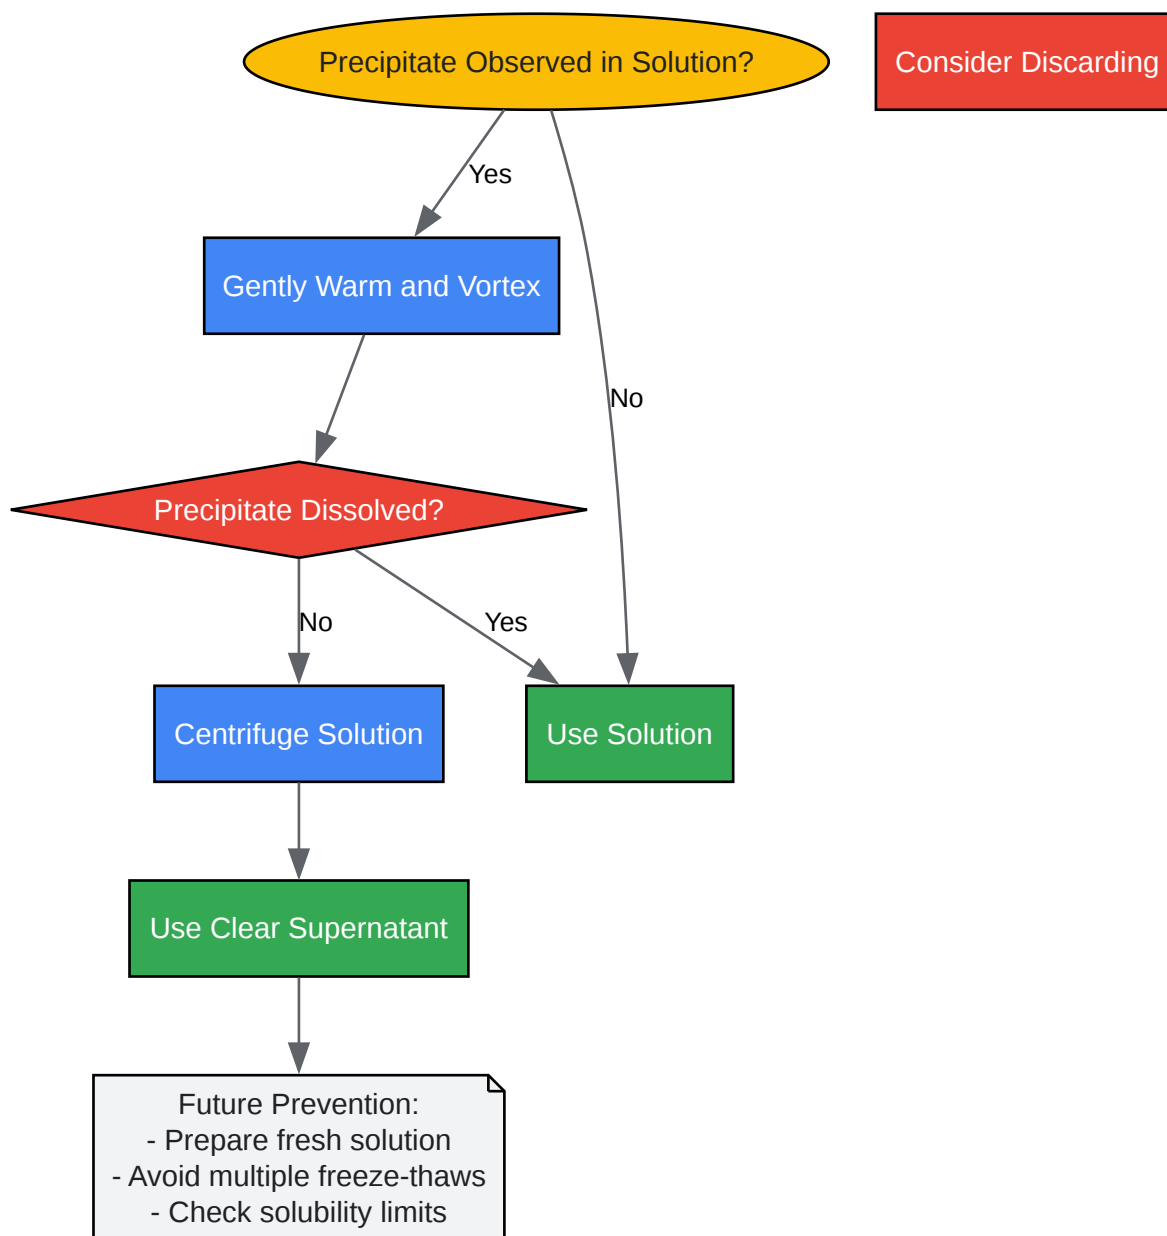 Precipitate Observed in Solution?
Consider Discarding
Yes
Gently Warm and Vortex
No
Precipitate Dissolved?
No
Yes
Centrifuge Solution
Use Solution
Use Clear Supernatant
Future Prevention:
- Prepare fresh solution
- Avoid multiple freeze-thaws
- Check solubility limits